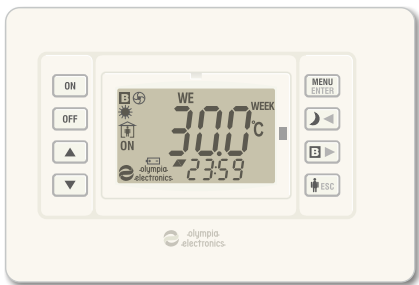 ON
OFF
B
WE
WEEK
30.0 °C
ON
olympia
electronics
23:59
MENU
ENTER
B
ESC
olympia
electronics